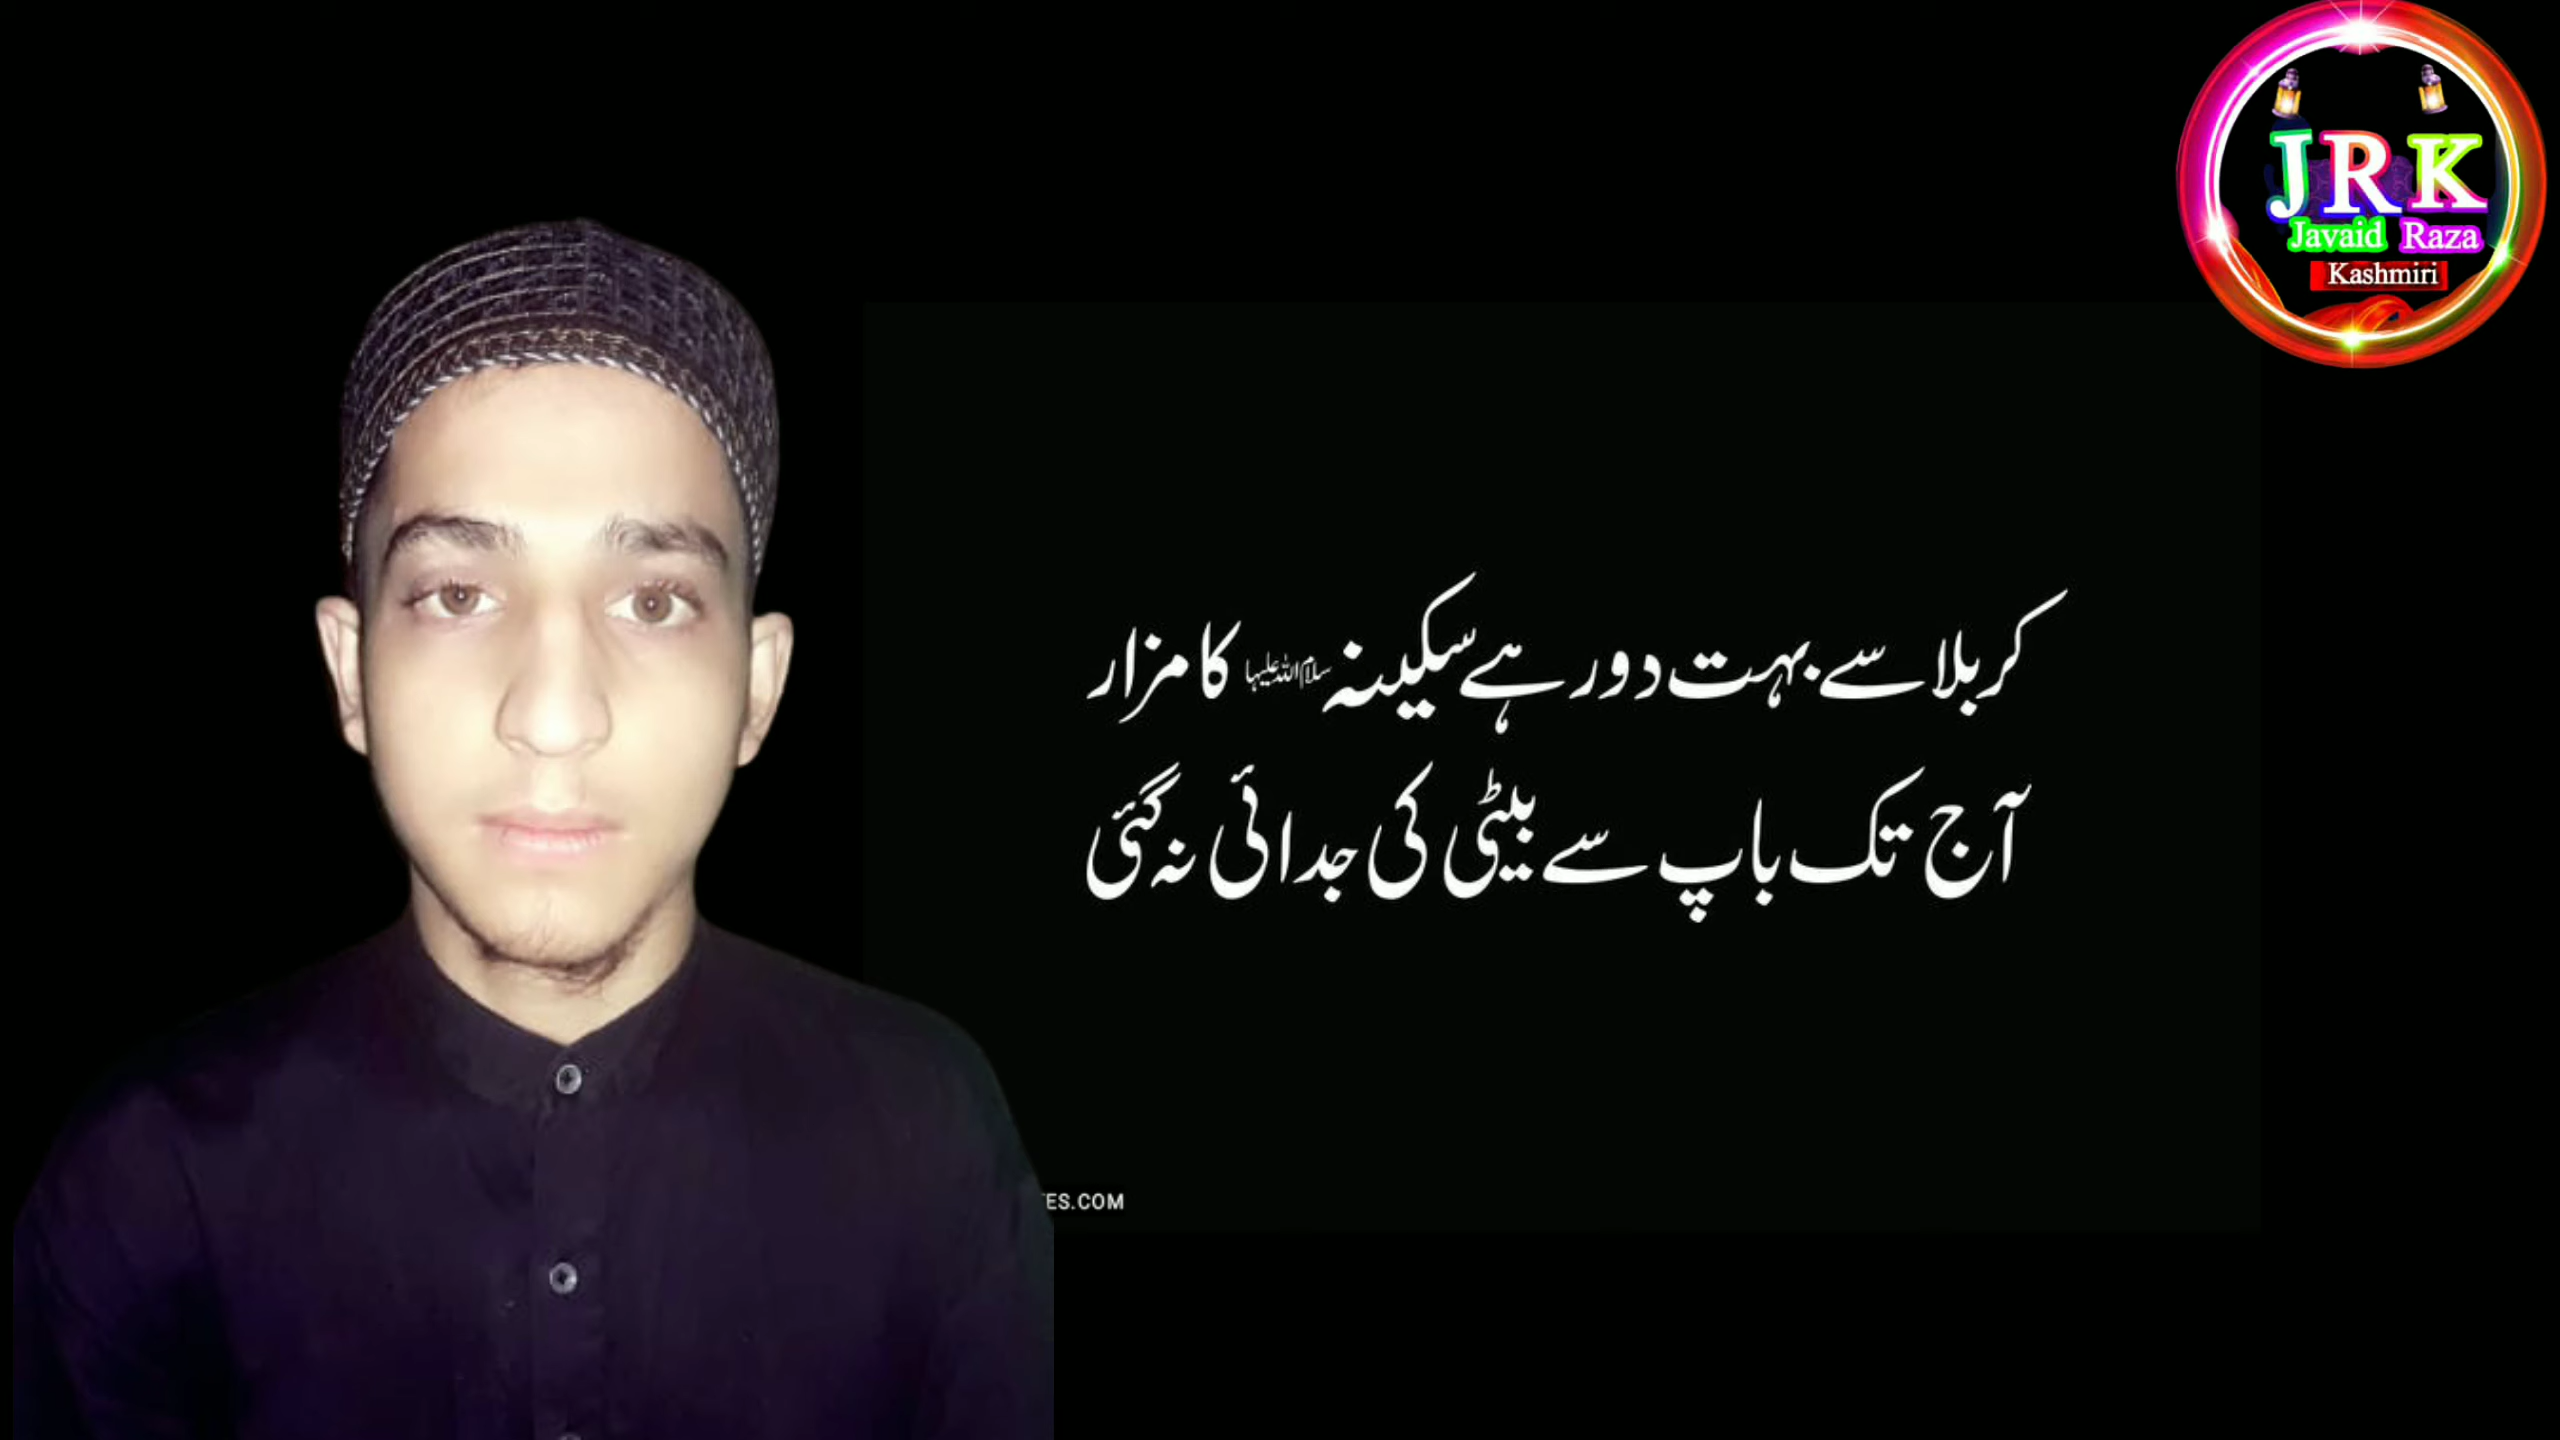 JRK
Javaid Raza
Kashmiri
کربلا سے بہت دور ہے سکینہ سلام اللہ علیہا کا مزار
آج تک باپ سے بیٹی کی جدائی نہ گئی
ES.COM